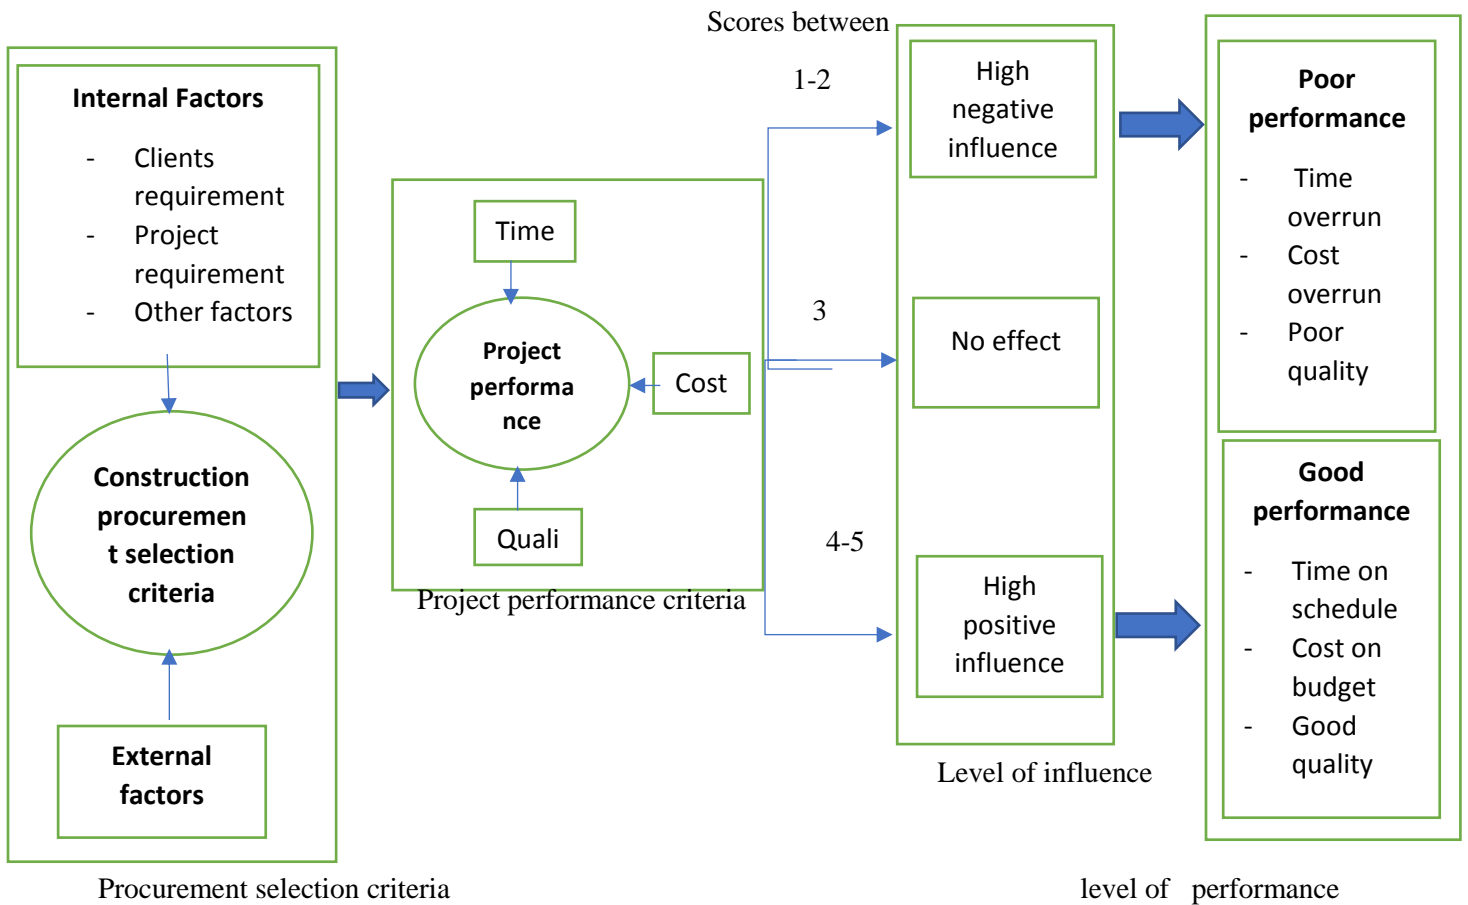 Scores between
Internal Factors
- Clients
requirement
- Project
requirement
- Other factors
Construction
procuremen
t selection
criteria
External
factors
Procurement selection criteria
Time
Project
performa
nce
Cost
Quali
Project performance criteria
1-2
3
4-5
High
negative
influence
No effect
High
positive
influence
Level of influence
Poor
performance
- Time
overrun
- Cost
overrun
- Poor
quality
Good
performance
- Time on
schedule
- Cost on
budget
- Good
quality
level of performance